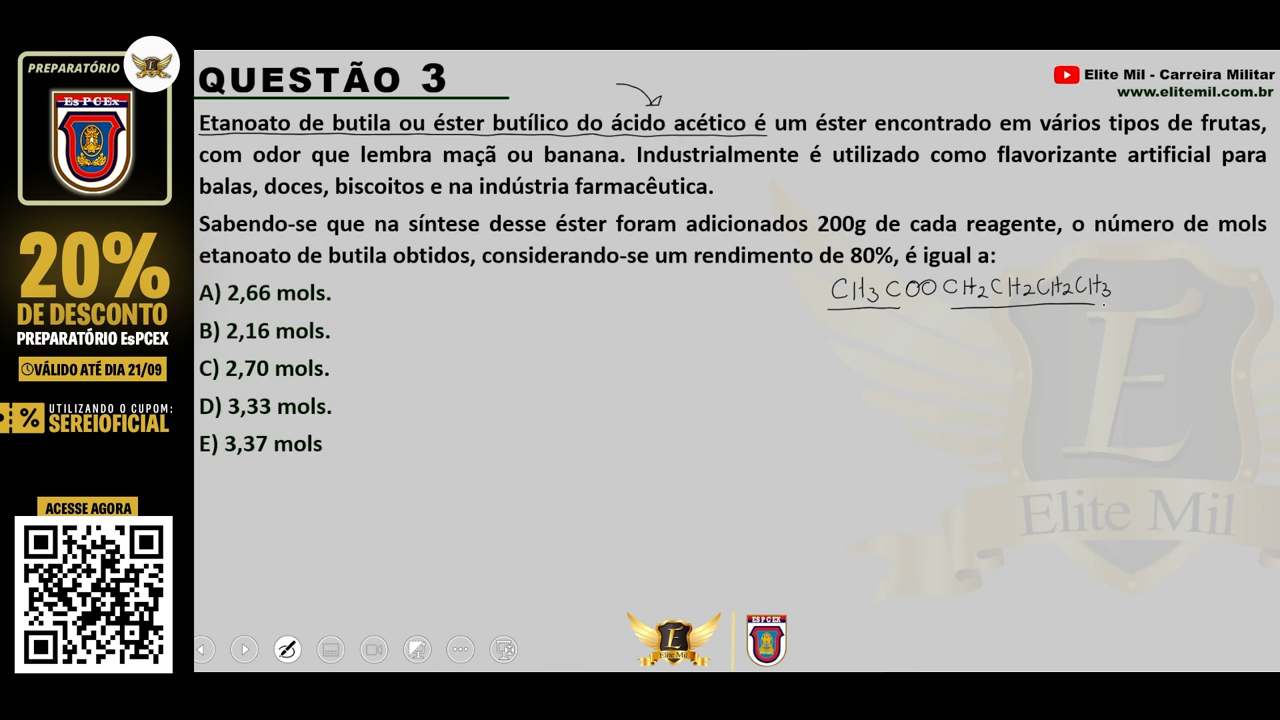 PREPARATÓRIO
EsPCEx
20%
DE DESCONTO
PREPARATÓRIO EsPCEX
VÁLIDO ATÉ DIA 21/09
% UTILIZANDO O CUPOM:
SEREIOFICIAL
ACESSE AGORA
QUESTÃO 3
Elite Mil - Carreira Militar
www.elitemil.com.br
Etanoato de butila ou éster butílico do ácido acético é um éster encontrado em vários tipos de frutas,
com odor que lembra maçã ou banana. Industrialmente é utilizado como flavorizante artificial para
balas, doces, biscoitos e na indústria farmacêutica.
Sabendo-se que na síntese desse éster foram adicionados 200g de cada reagente, o número de mols
etanoato de butila obtidos, considerando-se um rendimento de 80%, é igual a:
CH3COOCH2CH2CH2CH3
A) 2,66 mols.
B) 2,16 mols.
C) 2,70 mols.
D) 3,33 mols.
E) 3,37 mols
E
Elite Mil
E
Elite Mil
ESPCEX